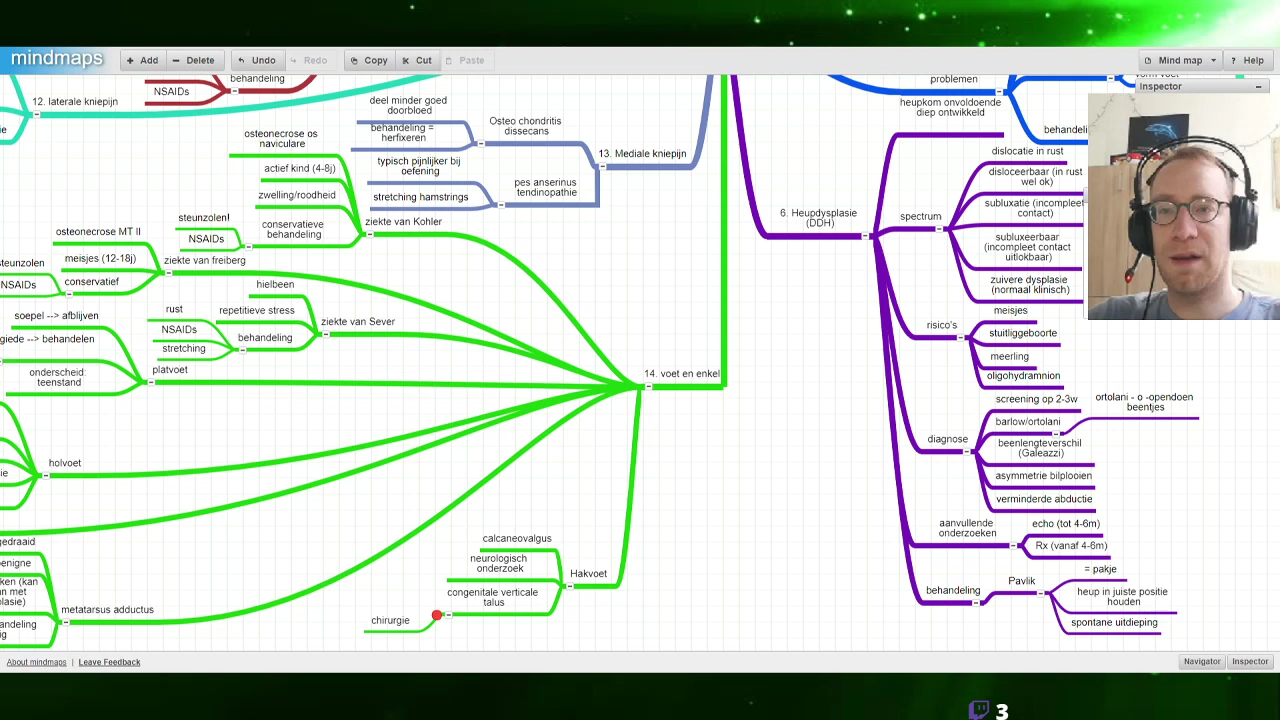 mindmaps
Add
Delete
Undo
Redo
Copy
Cut
Paste
Mind map
Help
Inspector
behandeling
NSAIDs
12. laterale kniepijn
deel minder goed
doorbloed
behandeling =
herfixeren
Osteo chondritis
dissecans
typisch pijnlijker bij
oefening
stretching hamstrings
pes anserinus
tendinopathie
13. Mediale kniepijn
osteonecrose os
naviculare
actief kind (4-8j)
zwelling/roodheid
conservatieve
behandeling
steunzolen!
NSAIDs
ziekte van Kohler
osteonecrose MT II
meisjes (12-18j)
conservatief
steunzolen
NSAIDs
ziekte van freiberg
hielbeen
repetitieve stress
behandeling
rust
NSAIDs
stretching
ziekte van Sever
soepel --> afblijven
giede --> behandelen
onderscheid:
teenstand
platvoet
14. voet en enkel
holvoet
gedraaid
metatarsus adductus
calcaneovalgus
neurologisch
onderzoek
congenitale verticale
talus
Hakvoet
chirurgie
problemen
heupkom onvoldoende
diep ontwikkeld
behandeli
6. Heupdysplasie
(DDH)
spectrum
dislocatie in rust
disloceerbaar (in rust
wel ok)
subluxatie (incompleet
contact)
subluxeerbaar
(incompleet contact
uitlokbaar)
zuivere dysplasie
(normaal klinisch)
risico's
meisjes
stuitliggeboorte
meerling
oligohydramnion
diagnose
screening op 2-3w
barlow/ortolani
ortolani - o -opendoen
beentjes
beenlengteverschil
(Galeazzi)
asymmetrie bilplooien
verminderde abductie
aanvullende
onderzoeken
echo (tot 4-6m)
Rx (vanaf 4-6m)
behandeling
Pavlik
= pakje
heup in juiste positie
houden
spontane uitdieping
About mindmaps | Leave Feedback
Navigator
Inspector
3